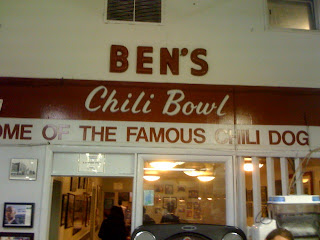 BEN'S
Chili Bowl
OME OF THE FAMOUS CHILI DOG